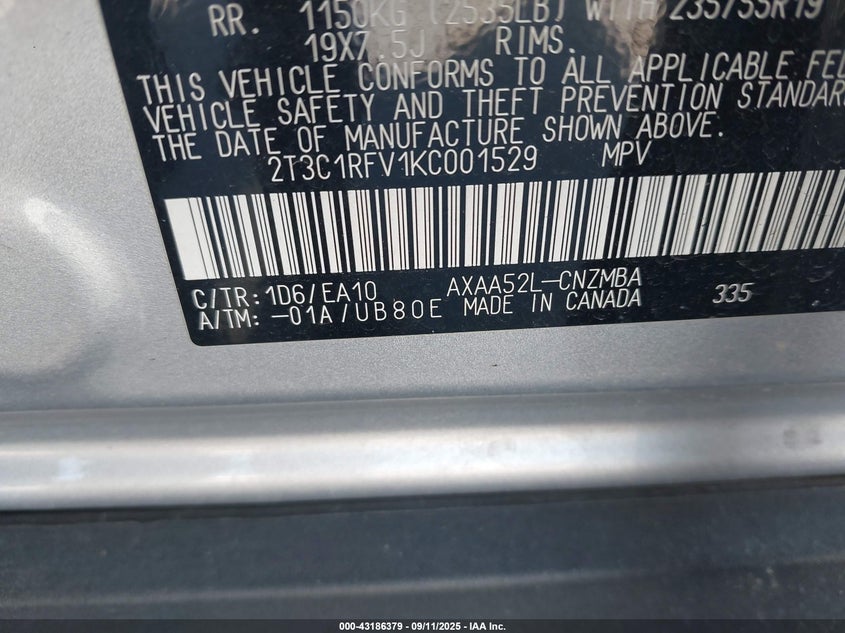 RR. 1150KG (2535LB) WITH 235/55R19
19X7.5J RIMS.
THIS VEHICLE CONFORMS TO ALL APPLICABLE FED
VEHICLE SAFETY AND THEFT PREVENTION STANDAR
THE DATE OF MANUFACTURE SHOWN ABOVE.
2T3C1RFV1KC001529 MPV
C/TR: 1D6/EA10 AXAA52L-CNZMBA
A/TM: -01A/UB80E MADE IN CANADA 335
000-43186379 - 09/11/2025 - IAA Inc.